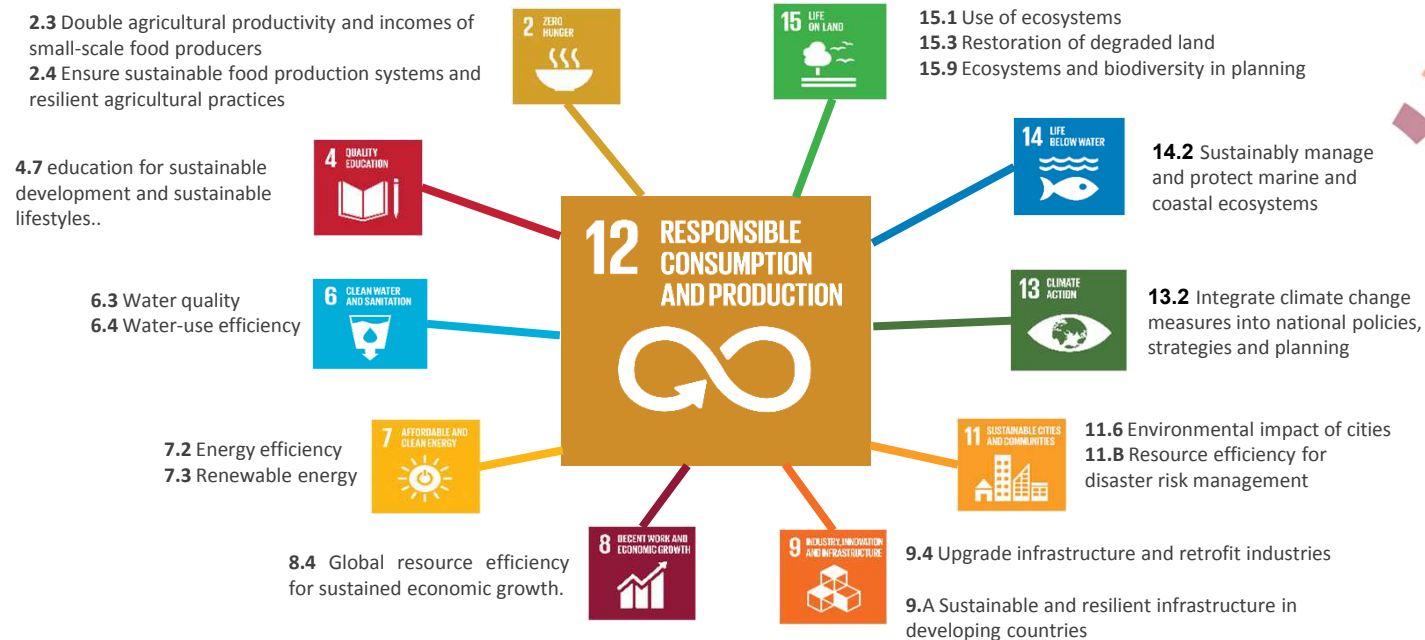 2.3 Double agricultural productivity and incomes of
small-scale food producers
2.4 Ensure sustainable food production systems and
resilient agricultural practices
2 ZERO
HUNGER
15 LIFE
ON LAND
15.1 Use of ecosystems
15.3 Restoration of degraded land
15.9 Ecosystems and biodiversity in planning
4.7 education for sustainable
development and sustainable
lifestyles..
4 QUALITY
EDUCATION
14 LIFE
BELOW WATER
14.2 Sustainably manage
and protect marine and
coastal ecosystems
12 RESPONSIBLE
CONSUMPTION
AND PRODUCTION
6.3 Water quality
6.4 Water-use efficiency
6 CLEAN WATER
AND SANITATION
13 CLIMATE
ACTION
13.2 Integrate climate change
measures into national policies,
strategies and planning
7.2 Energy efficiency
7.3 Renewable energy
7 AFFORDABLE AND
CLEAN ENERGY
11 SUSTAINABLE CITIES
AND COMMUNITIES
11.6 Environmental impact of cities
11.B Resource efficiency for
disaster risk management
8.4 Global resource efficiency
for sustained economic growth.
8 DECENT WORK AND
ECONOMIC GROWTH
9 INDUSTRY, INNOVATION
AND INFRASTRUCTURE
9.4 Upgrade infrastructure and retrofit industries
9.A Sustainable and resilient infrastructure in
developing countries